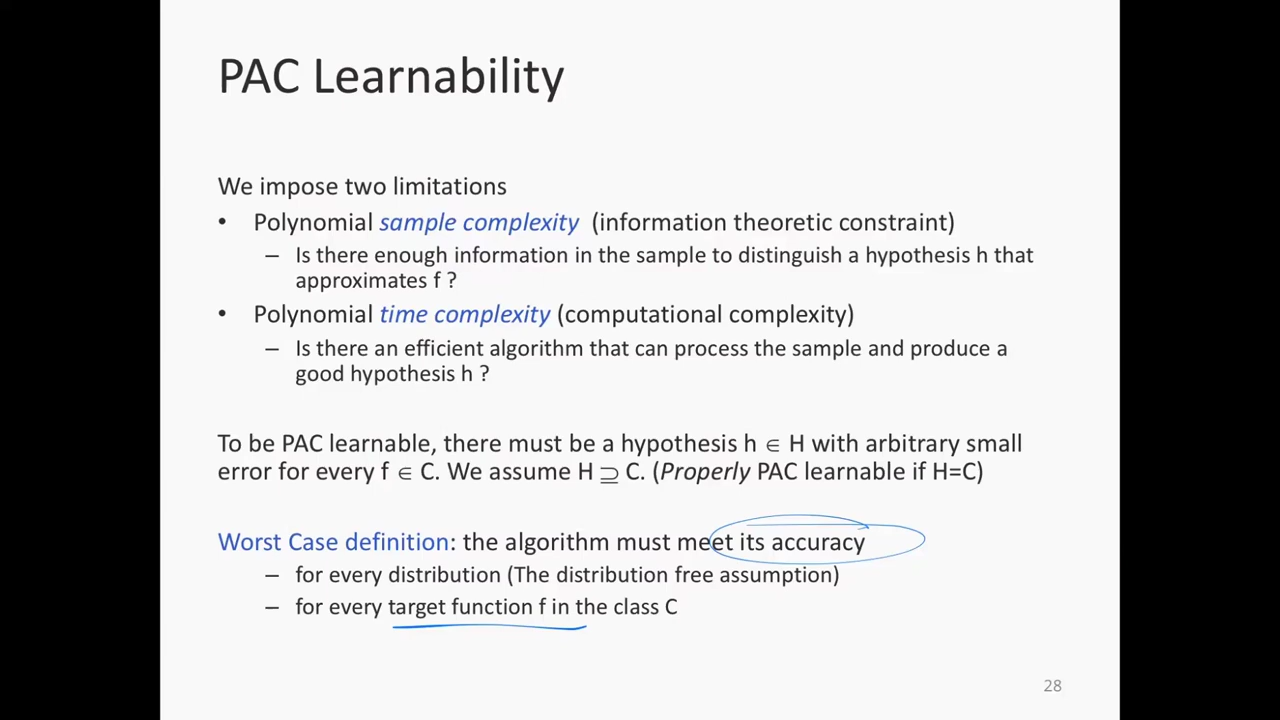 PAC Learnability
We impose two limitations
• Polynomial sample complexity (information theoretic constraint)
– Is there enough information in the sample to distinguish a hypothesis h that
approximates f ?
• Polynomial time complexity (computational complexity)
– Is there an efficient algorithm that can process the sample and produce a
good hypothesis h ?
To be PAC learnable, there must be a hypothesis h ∈ H with arbitrary small
error for every f ∈ C. We assume H ⊇ C. (Properly PAC learnable if H=C)
Worst Case definition: the algorithm must meet its accuracy
– for every distribution (The distribution free assumption)
– for every target function f in the class C
28